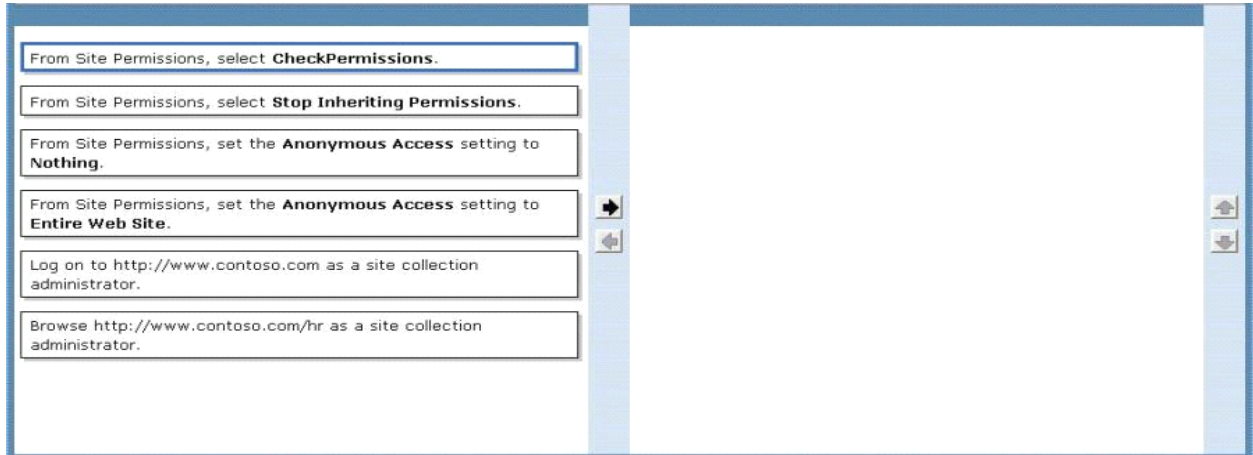 From Site Permissions, select CheckPermissions.
From Site Permissions, select Stop Inheriting Permissions.
From Site Permissions, set the Anonymous Access setting to
Nothing.
From Site Permissions, set the Anonymous Access setting to
Entire Web Site.
Log on to http://www.contoso.com as a site collection
administrator.
Browse http://www.contoso.com/hr as a site collection
administrator.